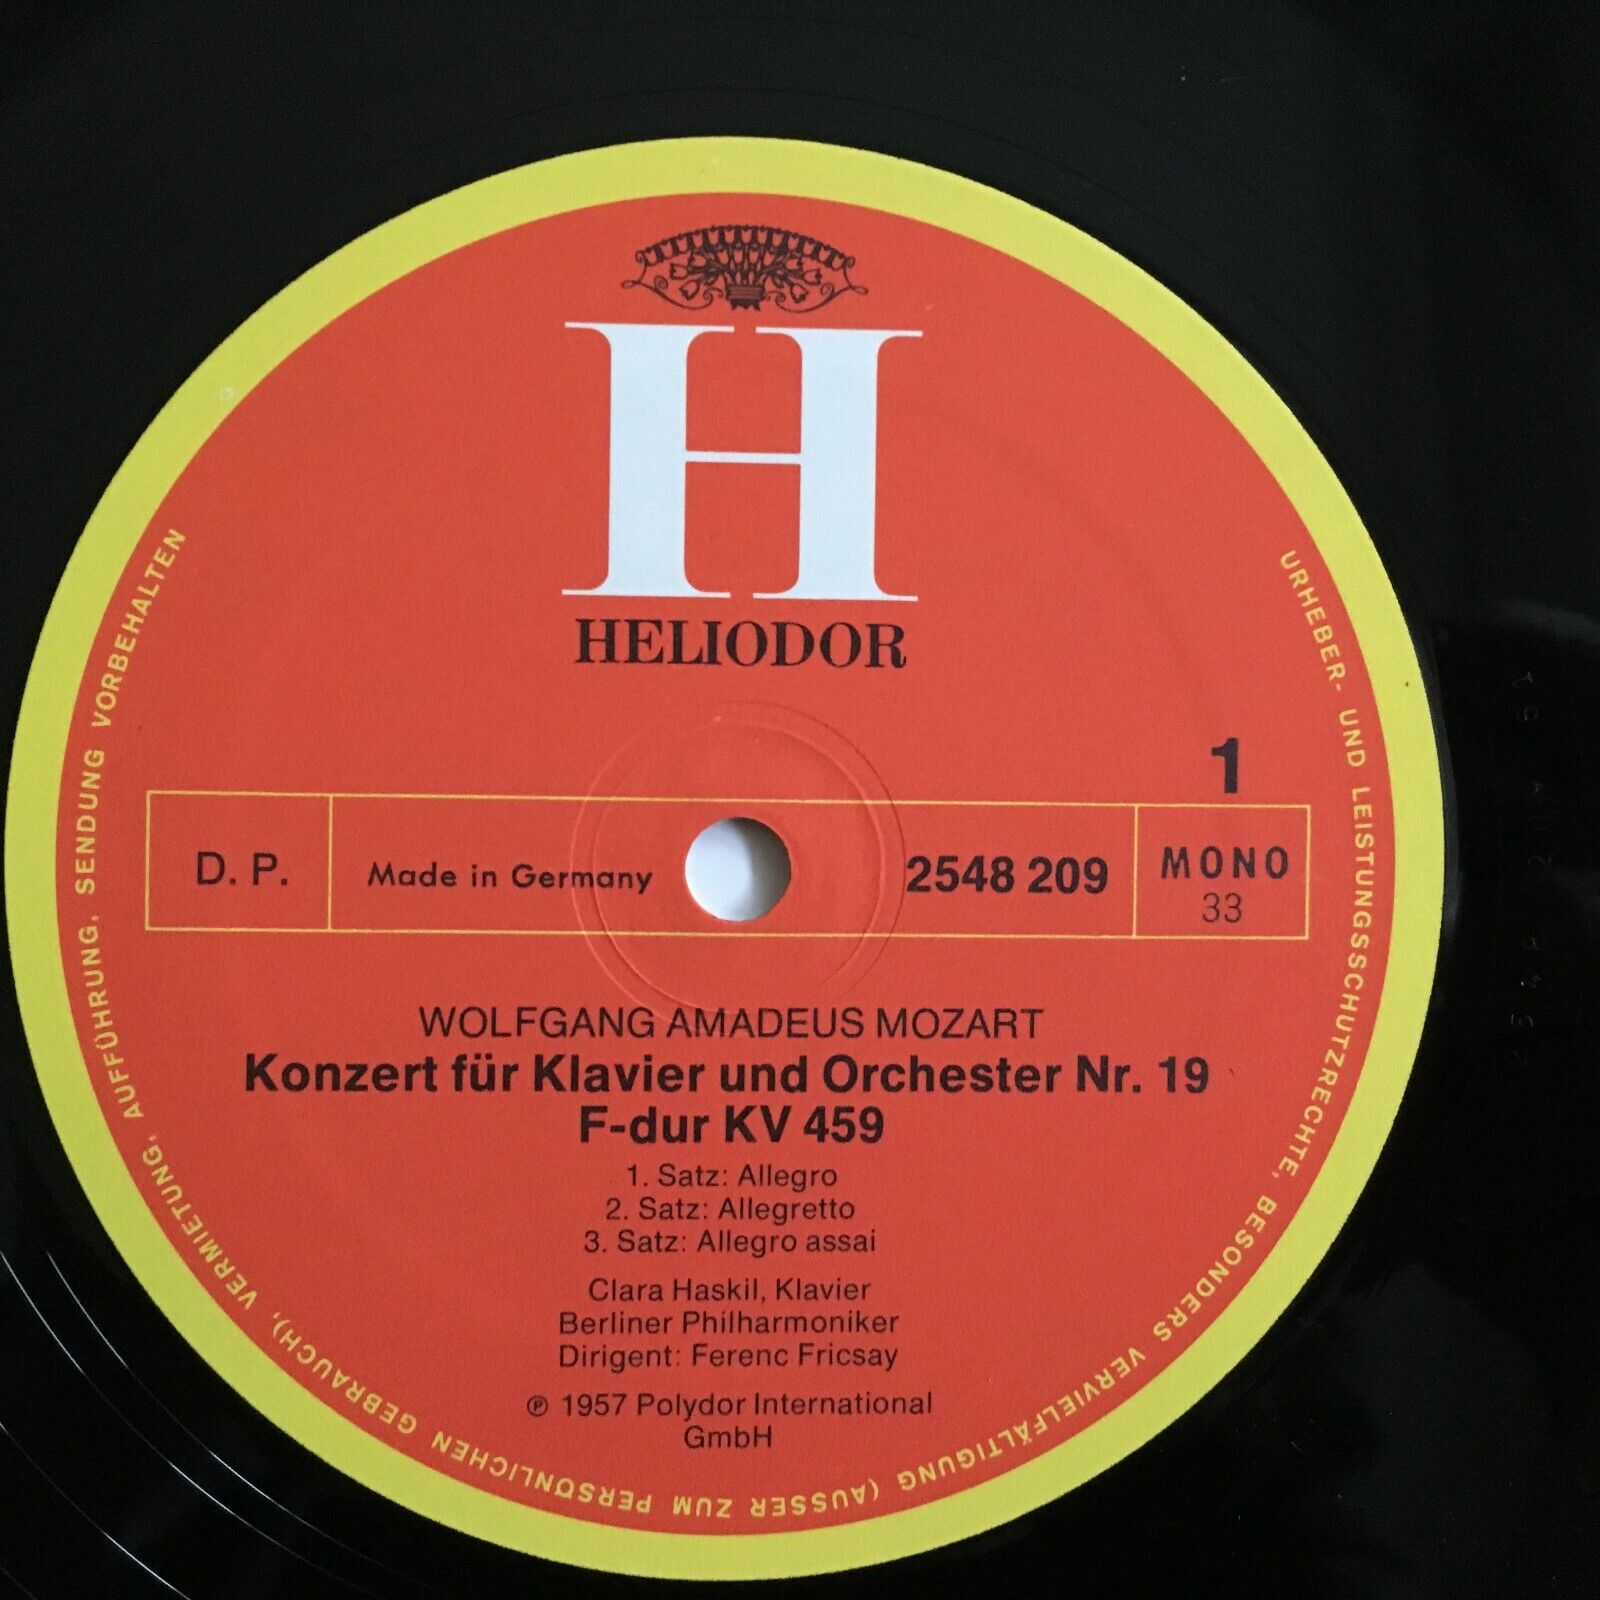 H
HELIODOR
1
D. P.
Made in Germany
2548 209
MONO
33
WOLFGANG AMADEUS MOZART
Konzert für Klavier und Orchester Nr. 19
F-dur KV 459
1. Satz: Allegro
2. Satz: Allegretto
3. Satz: Allegro assai
Clara Haskil, Klavier
Berliner Philharmoniker
Dirigent: Ferenc Fricsay
℗ 1957 Polydor International
GmbH
URHEBER- UND LEISTUNGSSCHUTZRECHTE, BESONDERS VERVIELFÄLTIGUNG (AUSSER ZUM PERSÖNLICHEN GEBRAUCH), VERMIETUNG, AUFFÜHRUNG, SENDUNG VORBEHALTEN